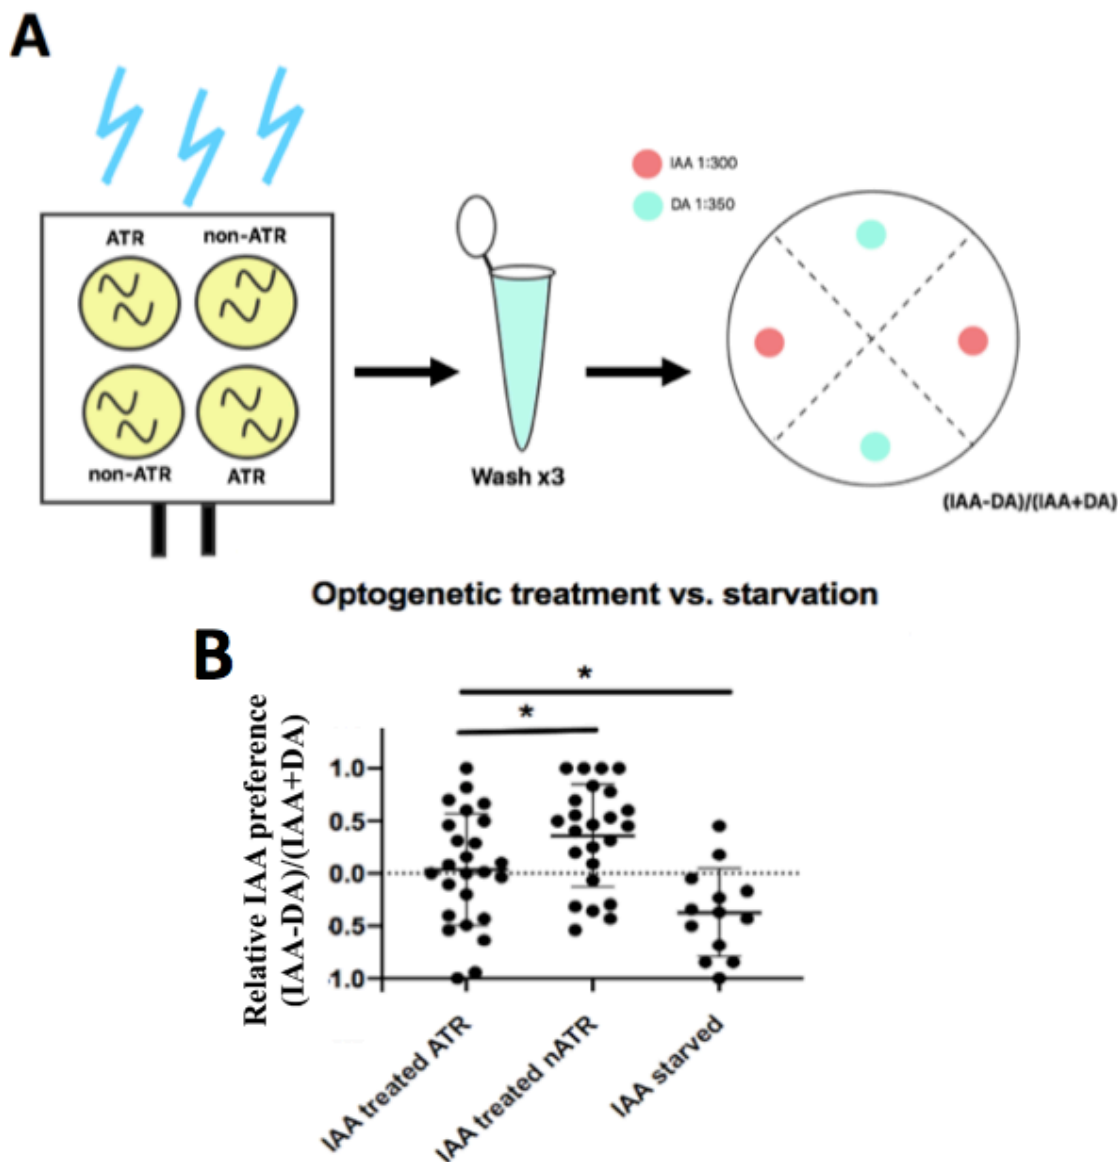 A
ATR non-ATR
non-ATR ATR
Wash x3
IAA 1:300
DA 1:350
(IAA-DA)/(IAA+DA)
Optogenetic treatment vs. starvation
B
Relative IAA preference
(IAA-DA)/(IAA+DA)
*
*
1.0
0.5
0.0
0.5
1.0
IAA treated ATR
IAA treated nATR
IAA starved